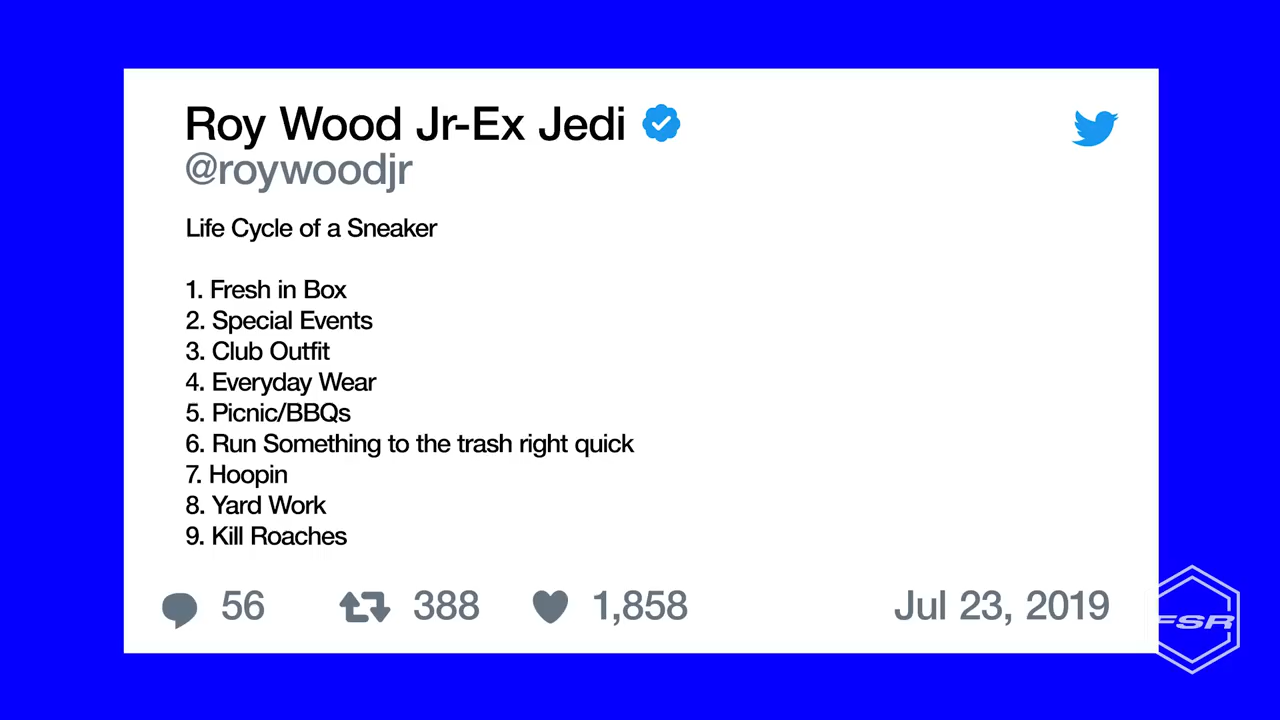 Roy Wood Jr-Ex Jedi
@roywoodjr
Life Cycle of a Sneaker
1. Fresh in Box
2. Special Events
3. Club Outfit
4. Everyday Wear
5. Picnic/BBQs
6. Run Something to the trash right quick
7. Hoopin
8. Yard Work
9. Kill Roaches
56 388 1,858 Jul 23, 2019
FSR